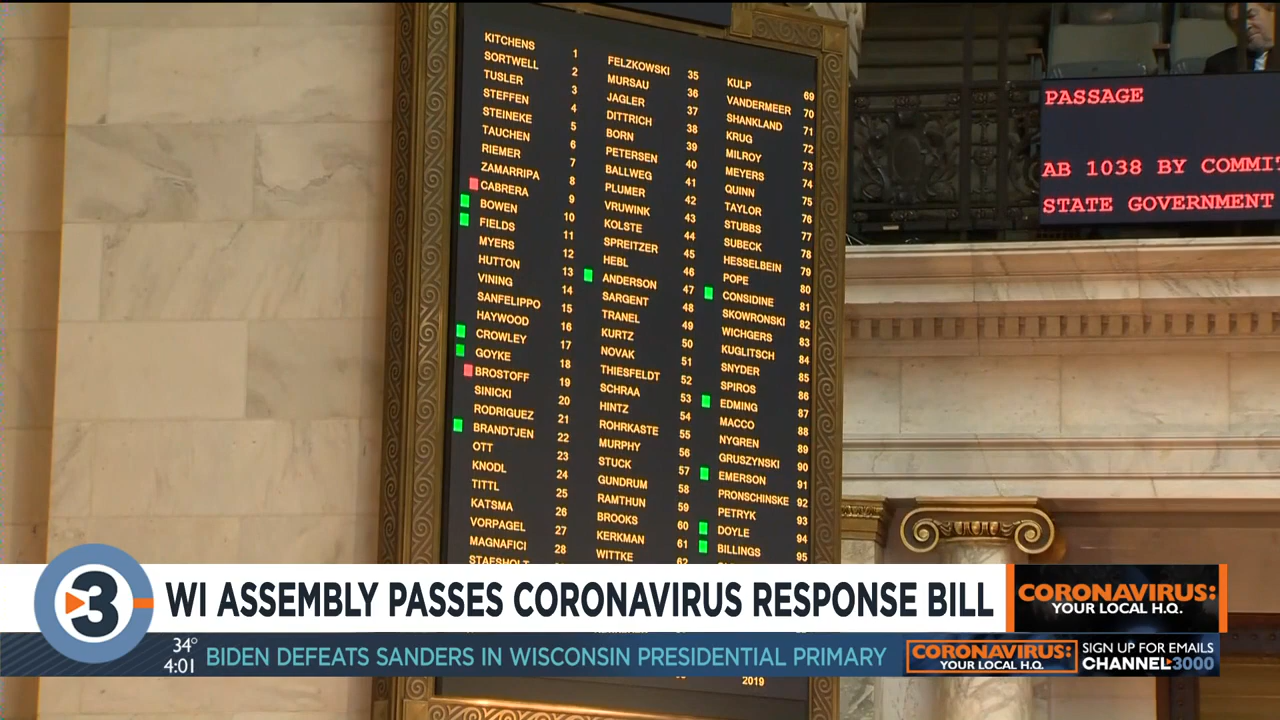 KITCHENS 1
SORTWELL 2
TUSLER 3
STEFFEN 4
STEINEKE 5
TAUCHEN 6
RIEMER 7
ZAMARRIPA 8
CABRERA 9
BOWEN 10
FIELDS 11
MYERS 12
HUTTON 13
VINING 14
SANFELIPPO 15
HAYWOOD 16
CROWLEY 17
GOYKE 18
BROSTOFF 19
SINICKI 20
RODRIGUEZ 21
BRANDTJEN 22
OTT 23
KNODL 24
TITTL 25
KATSMA 26
VORPAGEL 27
MAGNAFICI 28
STAFSHOLT
FELZKOWSKI 35
MURSAU 36
JAGLER 37
DITTRICH 38
BORN 39
PETERSEN 40
BALLWEG 41
PLUMER 42
VRUWINK 43
KOLSTE 44
SPREITZER 45
HEBL 46
ANDERSON 47
SARGENT 48
TRANEL 49
KURTZ 50
NOVAK 51
THIESFELDT 52
SCHRAA 53
HINTZ 54
ROHRKASTE 55
MURPHY 56
STUCK 57
GUNDRUM 58
RAMTHUN 59
BROOKS 60
KERKMAN 61
WITTKE 62
KULP 69
VANDERMEER 70
SHANKLAND 71
KRUG 72
MILROY 73
MEYERS 74
QUINN 75
TAYLOR 76
STUBBS 77
SUBECK 78
HESSELBEIN 79
POPE 80
CONSIDINE 81
SKOWRONSKI 82
WICHGERS 83
KUGLITSCH 84
SNYDER 85
SPIROS 86
EDMING 87
MACCO 88
NYGREN 89
GRUSZYNSKI 90
EMERSON 91
PRONSCHINSKE 92
PETRYK 93
DOYLE 94
BILLINGS 95
2019
PASSAGE
AB 1038 BY COMMIT
STATE GOVERNMENT
3
WI ASSEMBLY PASSES CORONAVIRUS RESPONSE BILL
CORONAVIRUS:
YOUR LOCAL H.Q.
34°
4:01
BIDEN DEFEATS SANDERS IN WISCONSIN PRESIDENTIAL PRIMARY
CORONAVIRUS:
YOUR LOCAL H.Q.
SIGN UP FOR EMAILS
CHANNEL3000